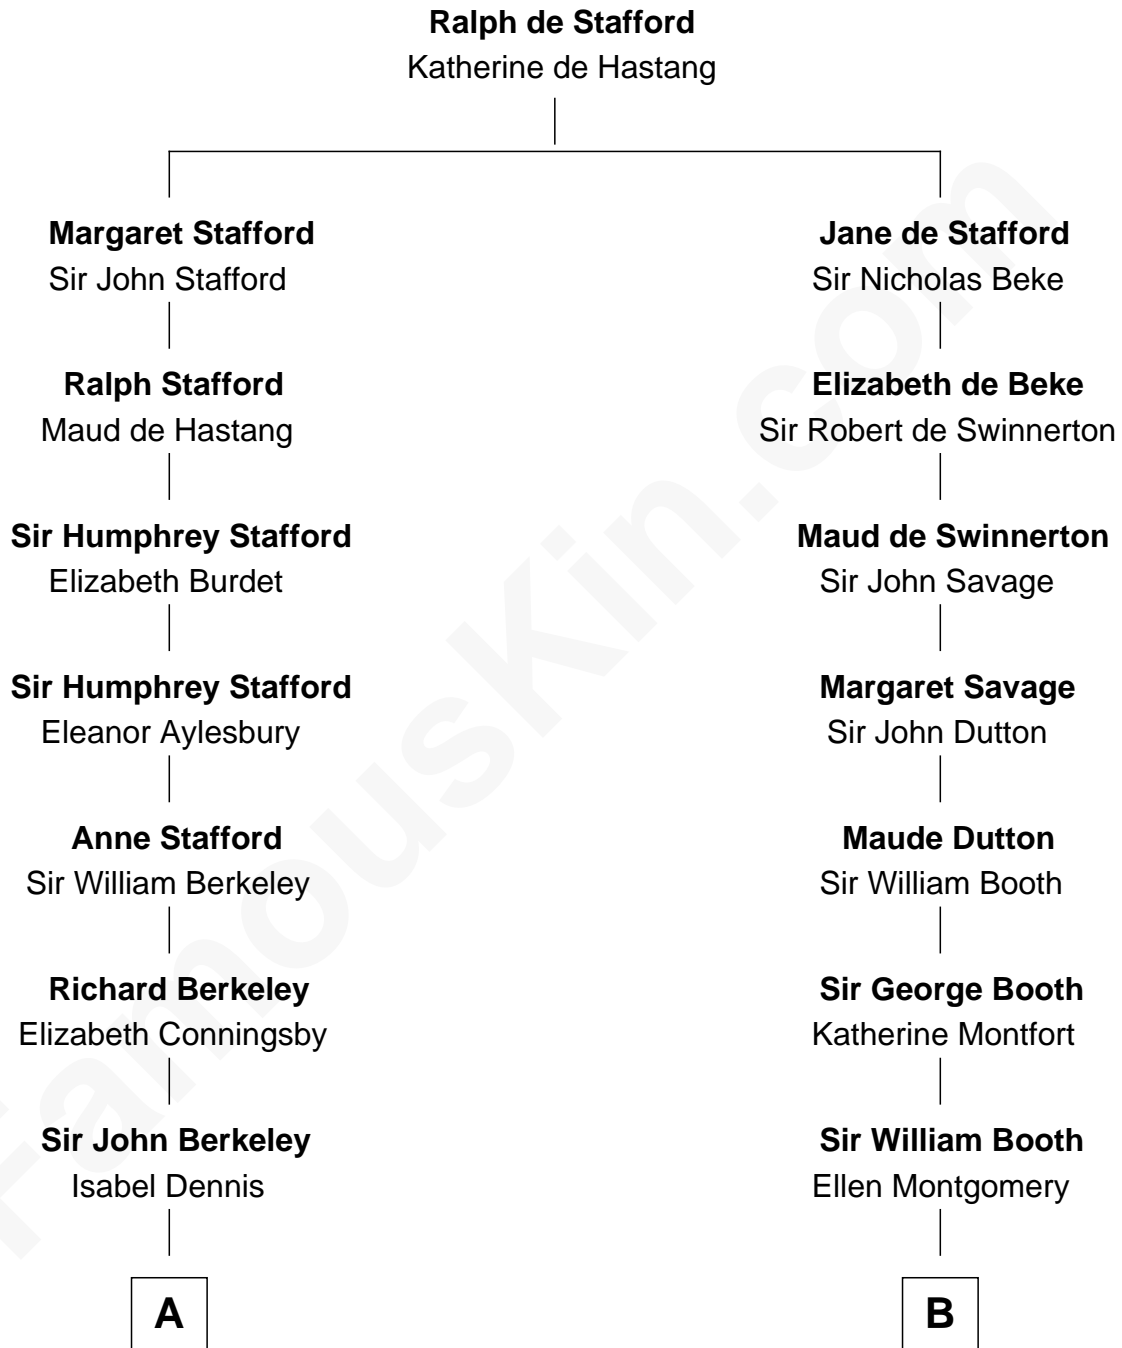 Ralph de Stafford
Katherine de Hastang
Margaret Stafford
Sir John Stafford
Jane de Stafford
Sir Nicholas Beke
Ralph Stafford
Maud de Hastang
Elizabeth de Beke
Sir Robert de Swinnerton
Sir Humphrey Stafford
Elizabeth Burdet
Maud de Swinnerton
Sir John Savage
Sir Humphrey Stafford
Eleanor Aylesbury
Margaret Savage
Sir John Dutton
Anne Stafford
Sir William Berkeley
Maude Dutton
Sir William Booth
Richard Berkeley
Elizabeth Conningsby
Sir George Booth
Katherine Montfort
Sir John Berkeley
Isabel Dennis
Sir William Booth
Ellen Montgomery
A
B
FamousKin.com